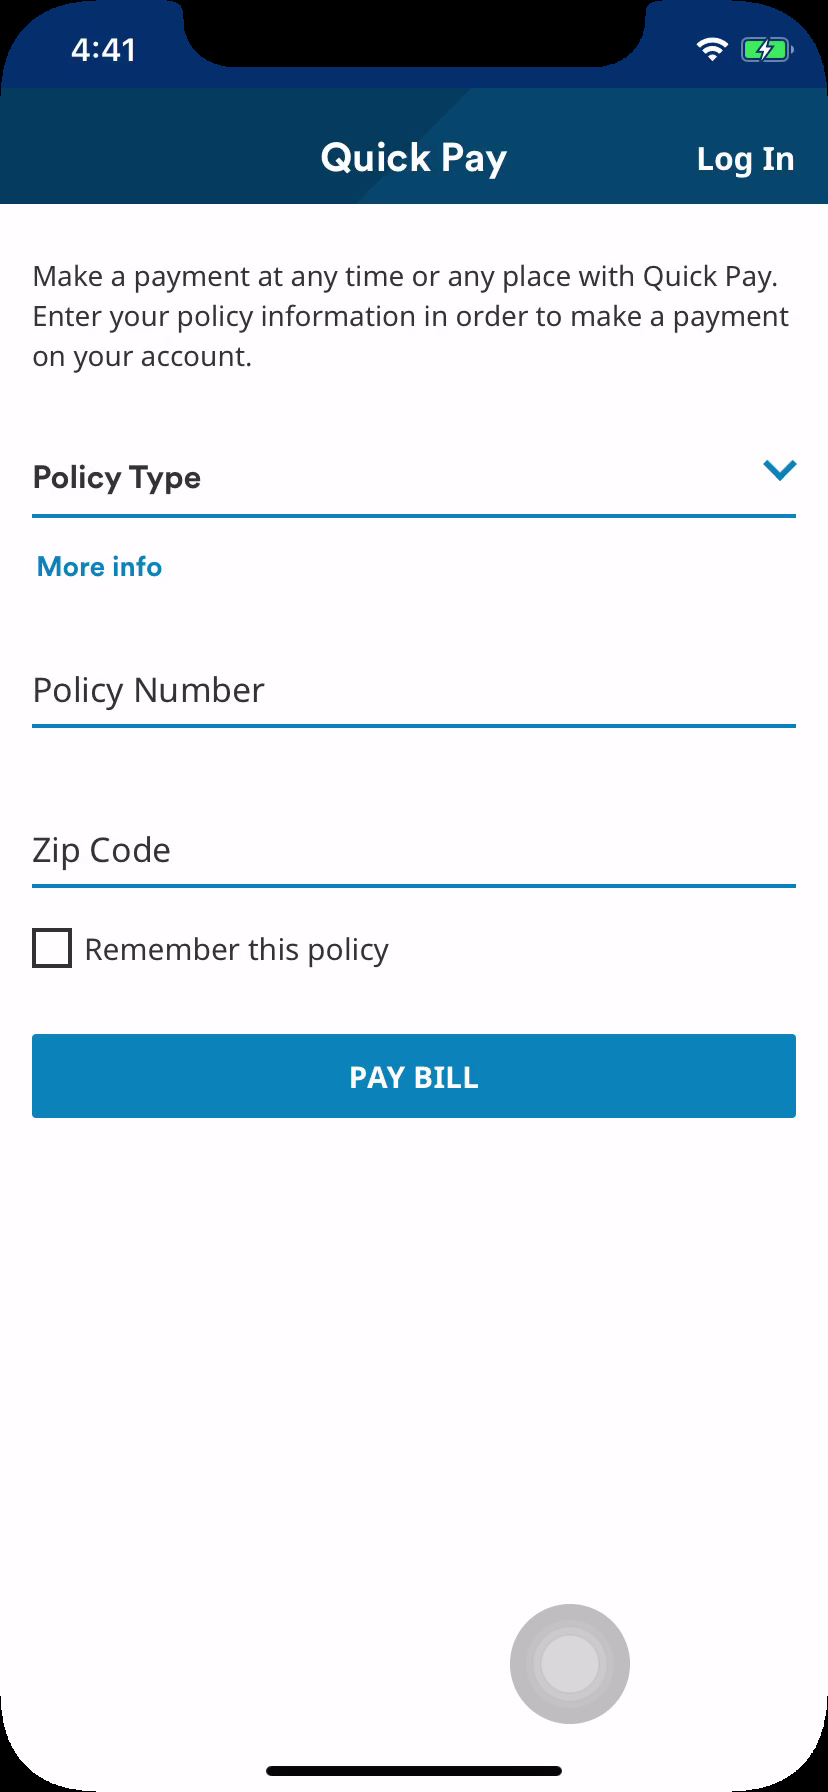 4:41
Quick Pay
Log In
Make a payment at any time or any place with Quick Pay.
Enter your policy information in order to make a payment
on your account.
Policy Type
More info
Policy Number
Zip Code
Remember this policy
PAY BILL